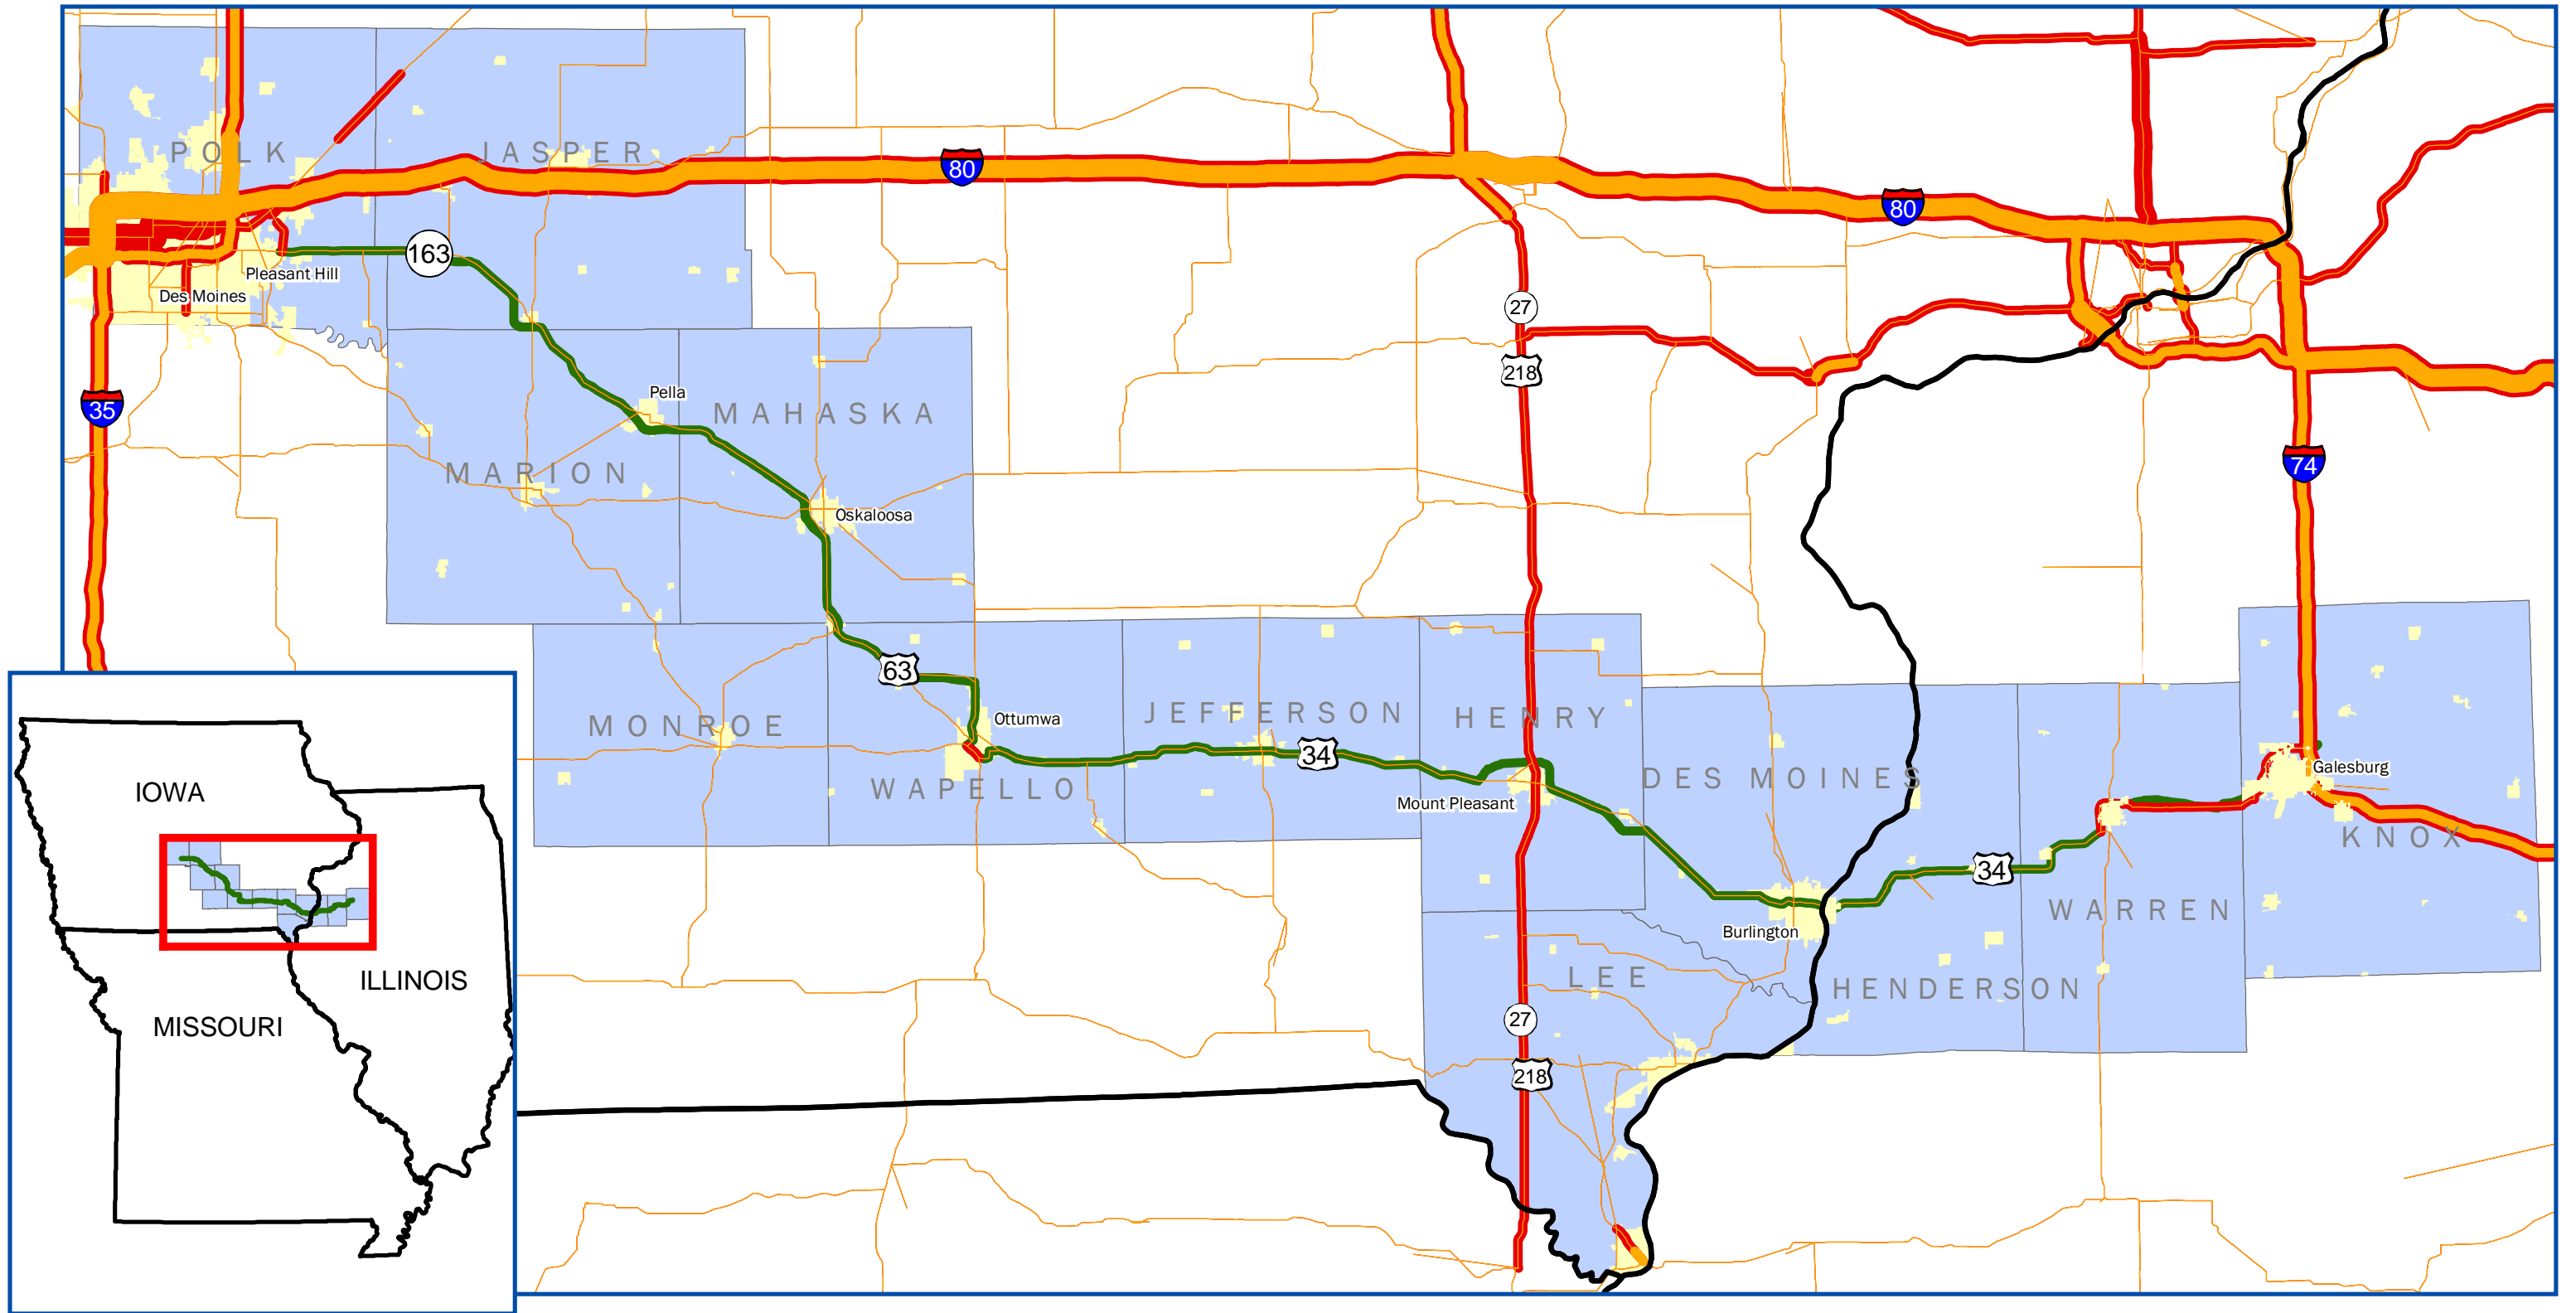 POLK
JASPER
80
80
163
Pleasant Hill
Des Moines
27
218
35
Pella
MAHASKA
MARION
74
Oskaloosa
63
Ottumwa
JEFFERSON
HENRY
MONROE
34
Galesburg
DES MOINES
WAPELLO
Mount Pleasant
KNOX
34
WARREN
Burlington
LEE
HENDERSON
27
218
IOWA
ILLINOIS
MISSOURI